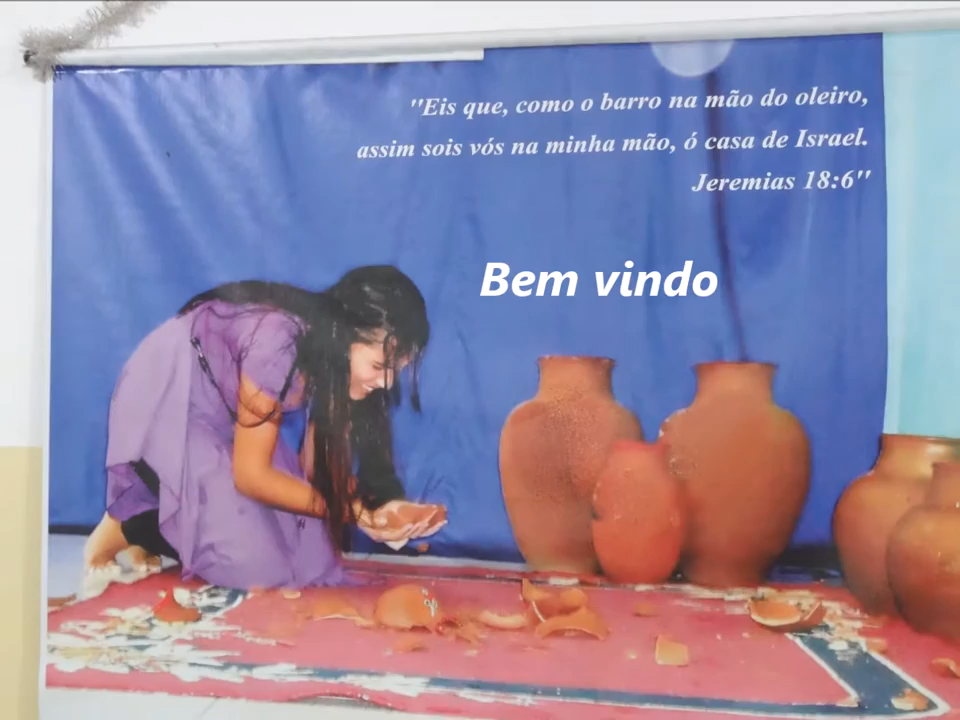 "Eis que, como o barro na mão do oleiro,
assim sois vós na minha mão, ó casa de Israel.
Jeremias 18:6"
Bem vindo